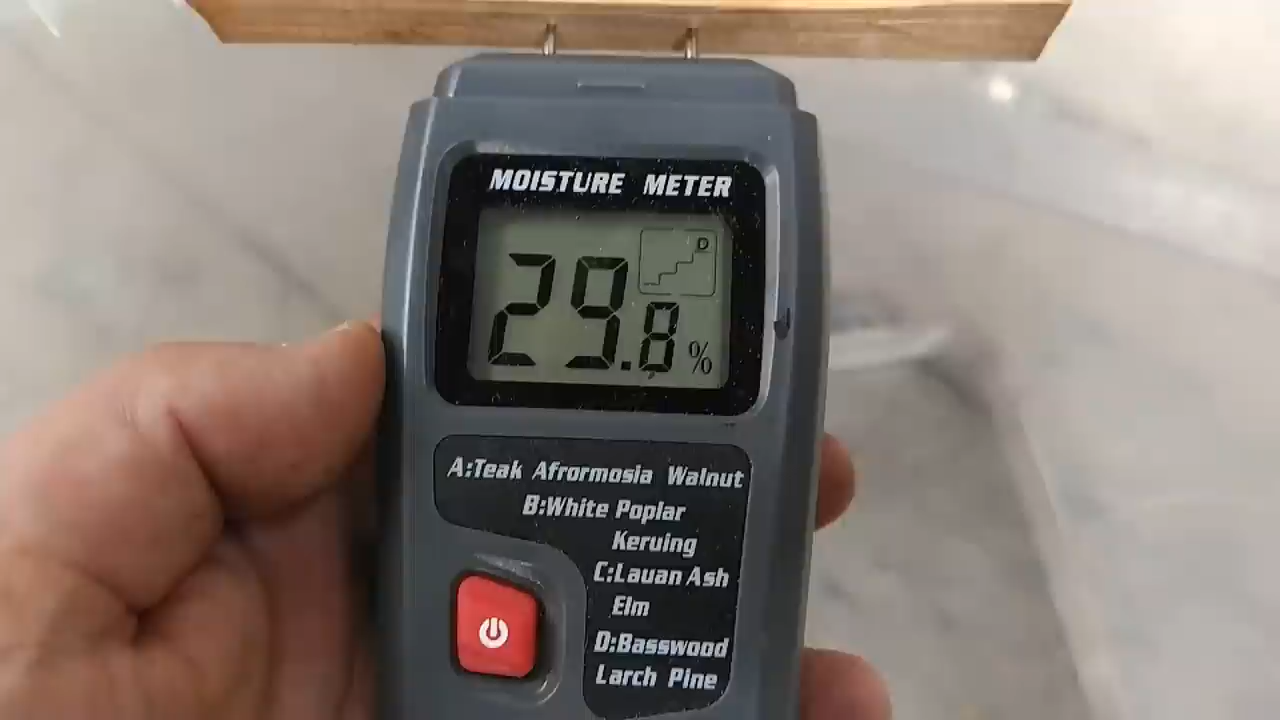 MOISTURE METER
D
29.8 %
A:Teak Afrormosia Walnut
B:White Poplar
Keruing
C:Lauan Ash
Elm
D:Basswood
Larch Pine